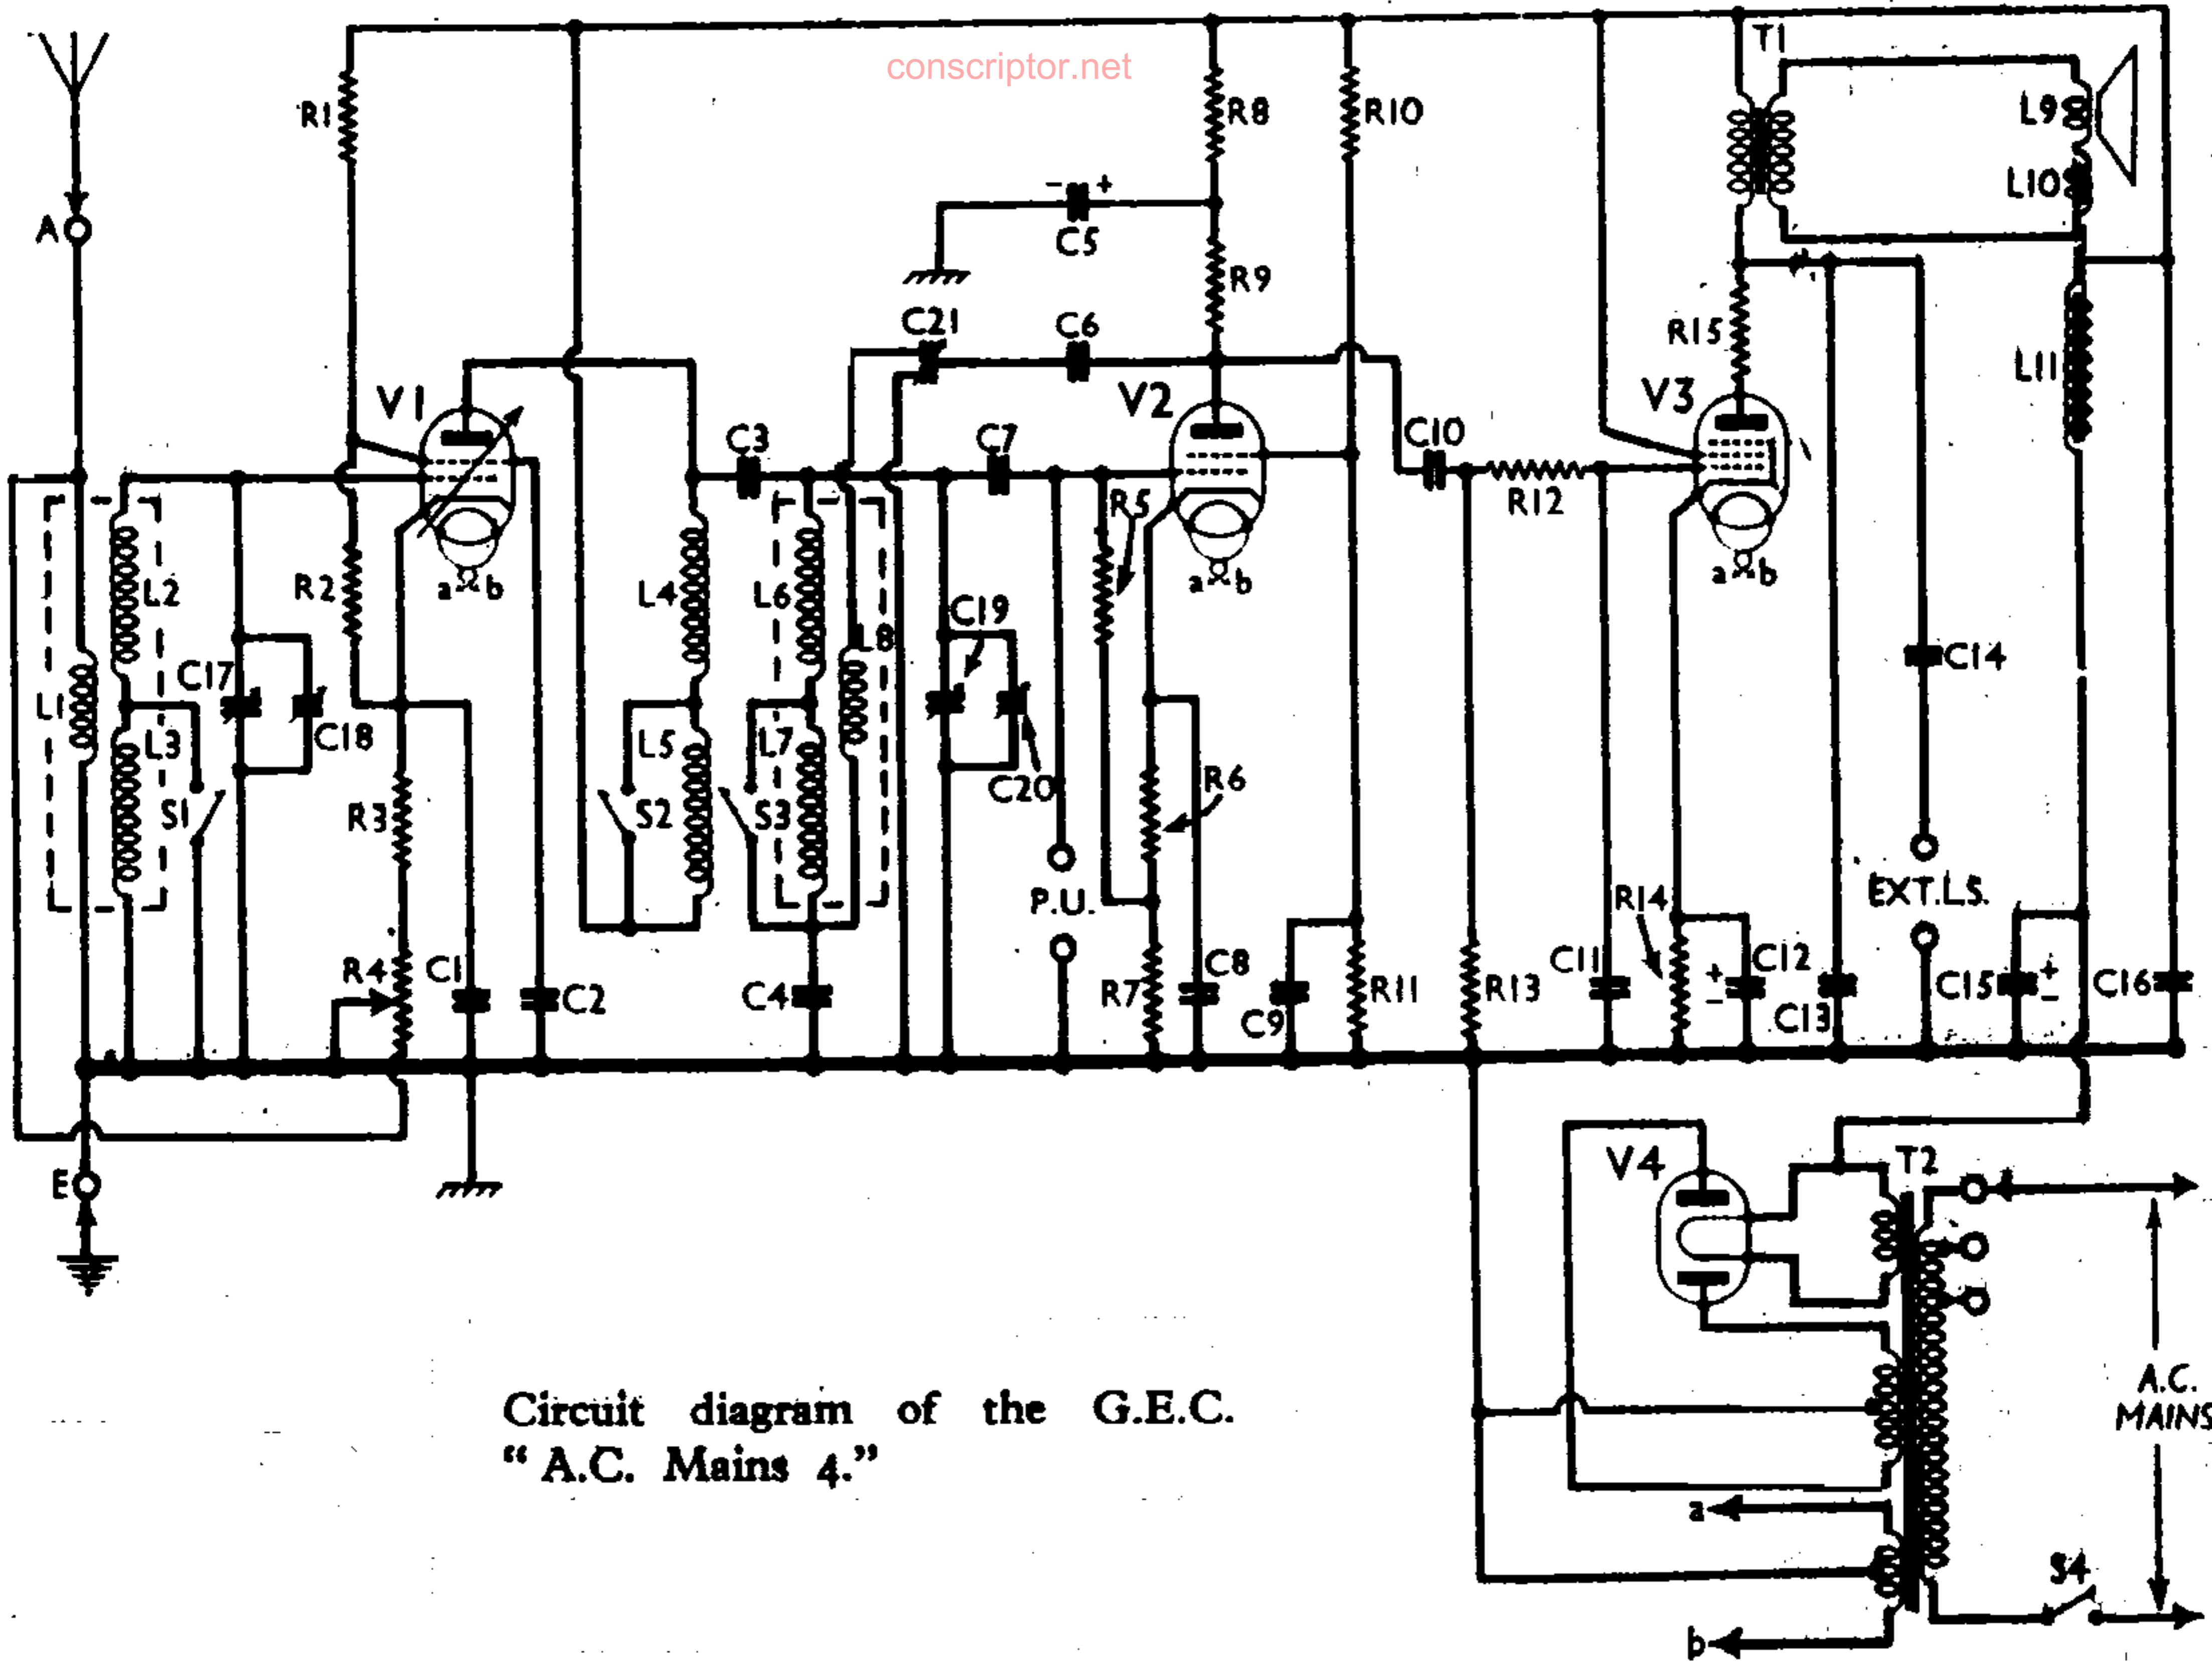 conscriptor.net
T1
R1
R8
R10
L9
L10
A
- +
C5
R9
C21
C6
R15
L11
V1
V2
V3
C3
C7
C10
R5
R12
L2
R2
a b
L4
L6
L8
C19
a b
a b
C14
L1
C17
C18
L3
L5
L7
C20
R6
S1
R3
S2
S3
P.U.
EXT.L.S.
R14
R4
C1
C2
C4
R7
C8
C9
R11
R13
C11
+
-
C12
C13
C15
+
-
C16
E
V4
T2
A.C.
MAINS
Circuit diagram of the G.E.C.
“A.C. Mains 4.”
a
S4
b